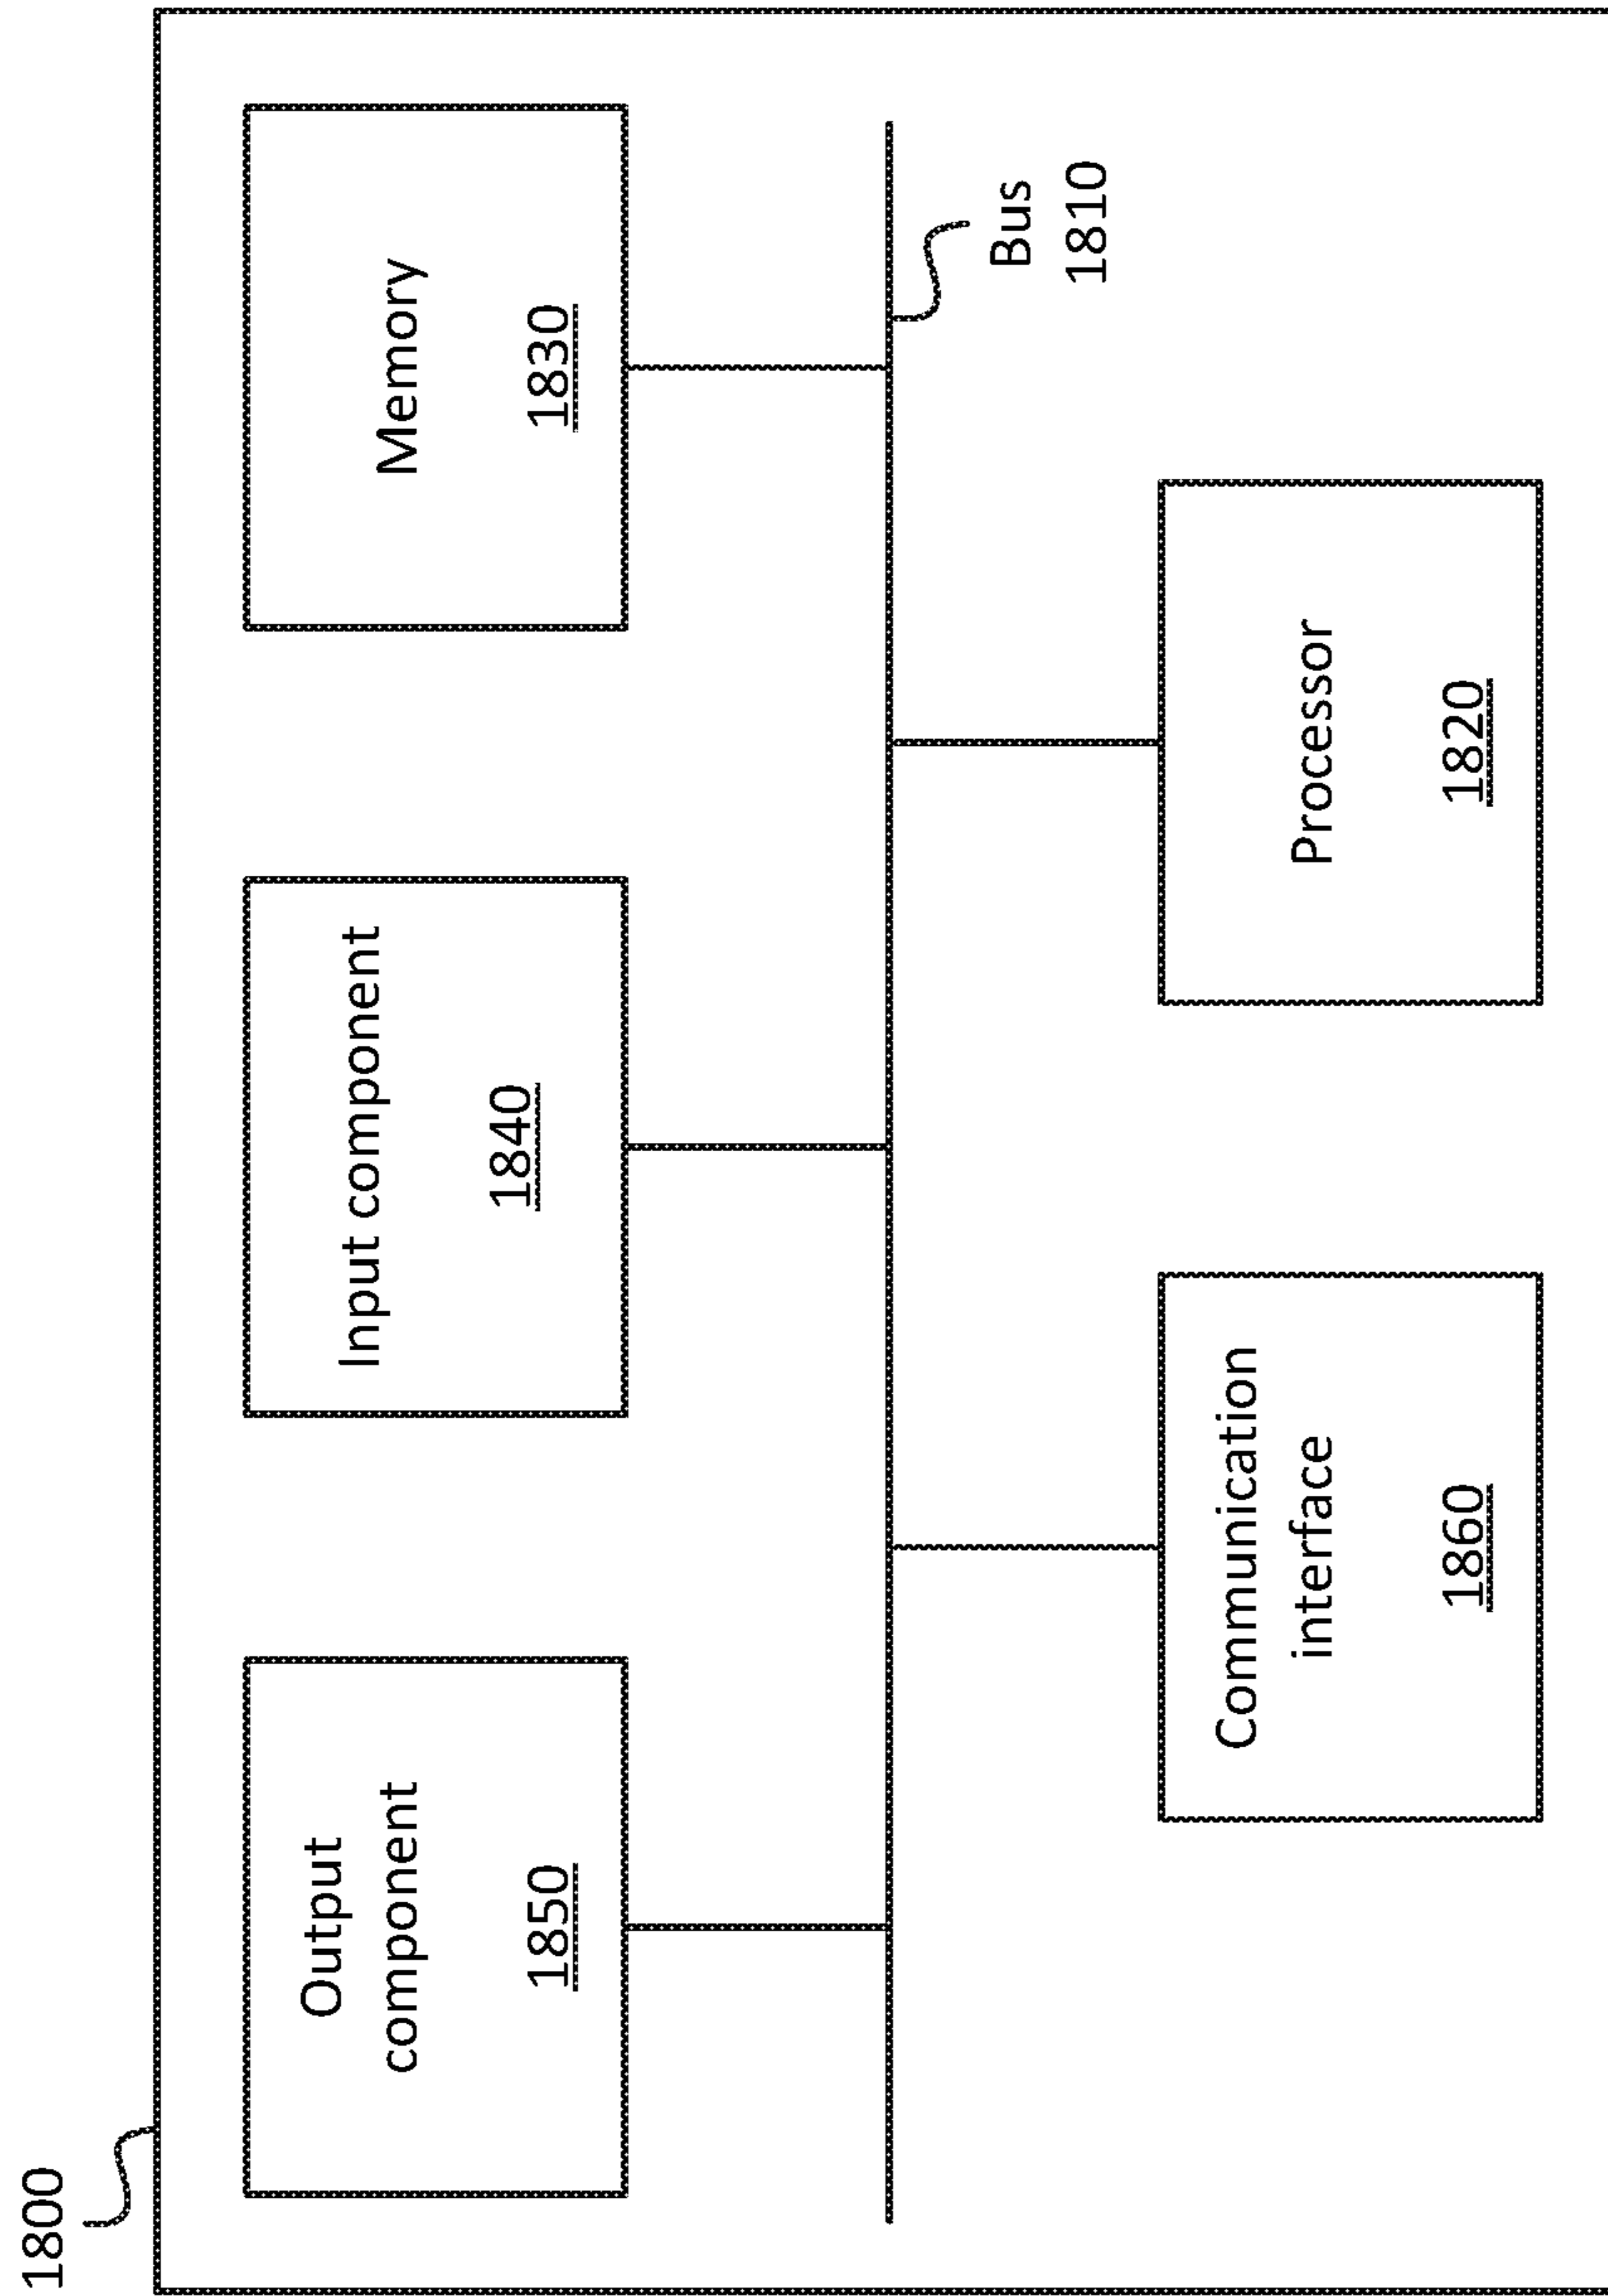 1800
Output
component
1850
Input component
1840
Memory
1830
Bus
1810
Communication
interface
1860
Processor
1820